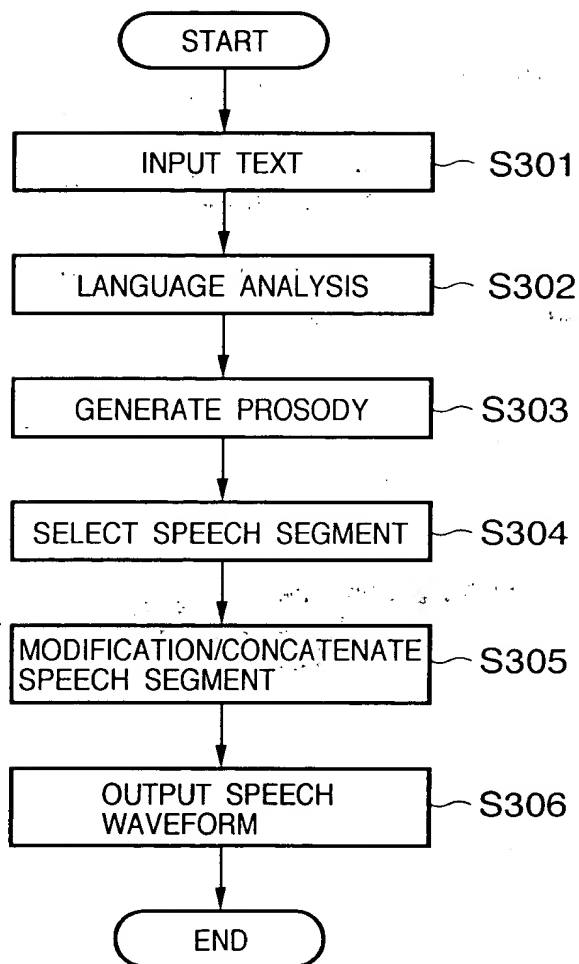 START
INPUT TEXT
S301
LANGUAGE ANALYSIS
S302
GENERATE PROSODY
S303
SELECT SPEECH SEGMENT
S304
MODIFICATION/CONCATENATE
SPEECH SEGMENT
S305
OUTPUT SPEECH
WAVEFORM
S306
END